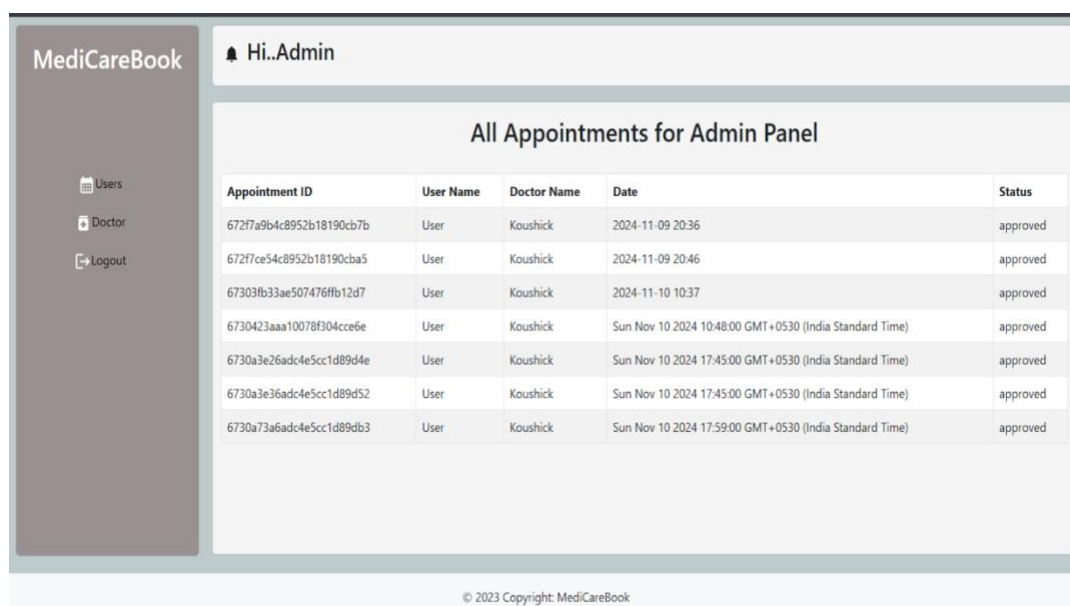 MediCareBook
Hi..Admin
Users
Doctor
Logout
All Appointments for Admin Panel
Appointment ID User Name Doctor Name Date Status
672f7a9b4c8952b18190cb7b User Koushick 2024-11-09 20:36 approved
672f7ce54c8952b18190cba5 User Koushick 2024-11-09 20:46 approved
67303fb33ae507476ffb12d7 User Koushick 2024-11-10 10:37 approved
6730423aaa10078f304cce6e User Koushick Sun Nov 10 2024 10:48:00 GMT+0530 (India Standard Time) approved
6730a3e26adc4e5cc1d89d4e User Koushick Sun Nov 10 2024 17:45:00 GMT+0530 (India Standard Time) approved
6730a3e36adc4e5cc1d89d52 User Koushick Sun Nov 10 2024 17:45:00 GMT+0530 (India Standard Time) approved
6730a73a6adc4e5cc1d89db3 User Koushick Sun Nov 10 2024 17:59:00 GMT+0530 (India Standard Time) approved
© 2023 Copyright: MediCareBook